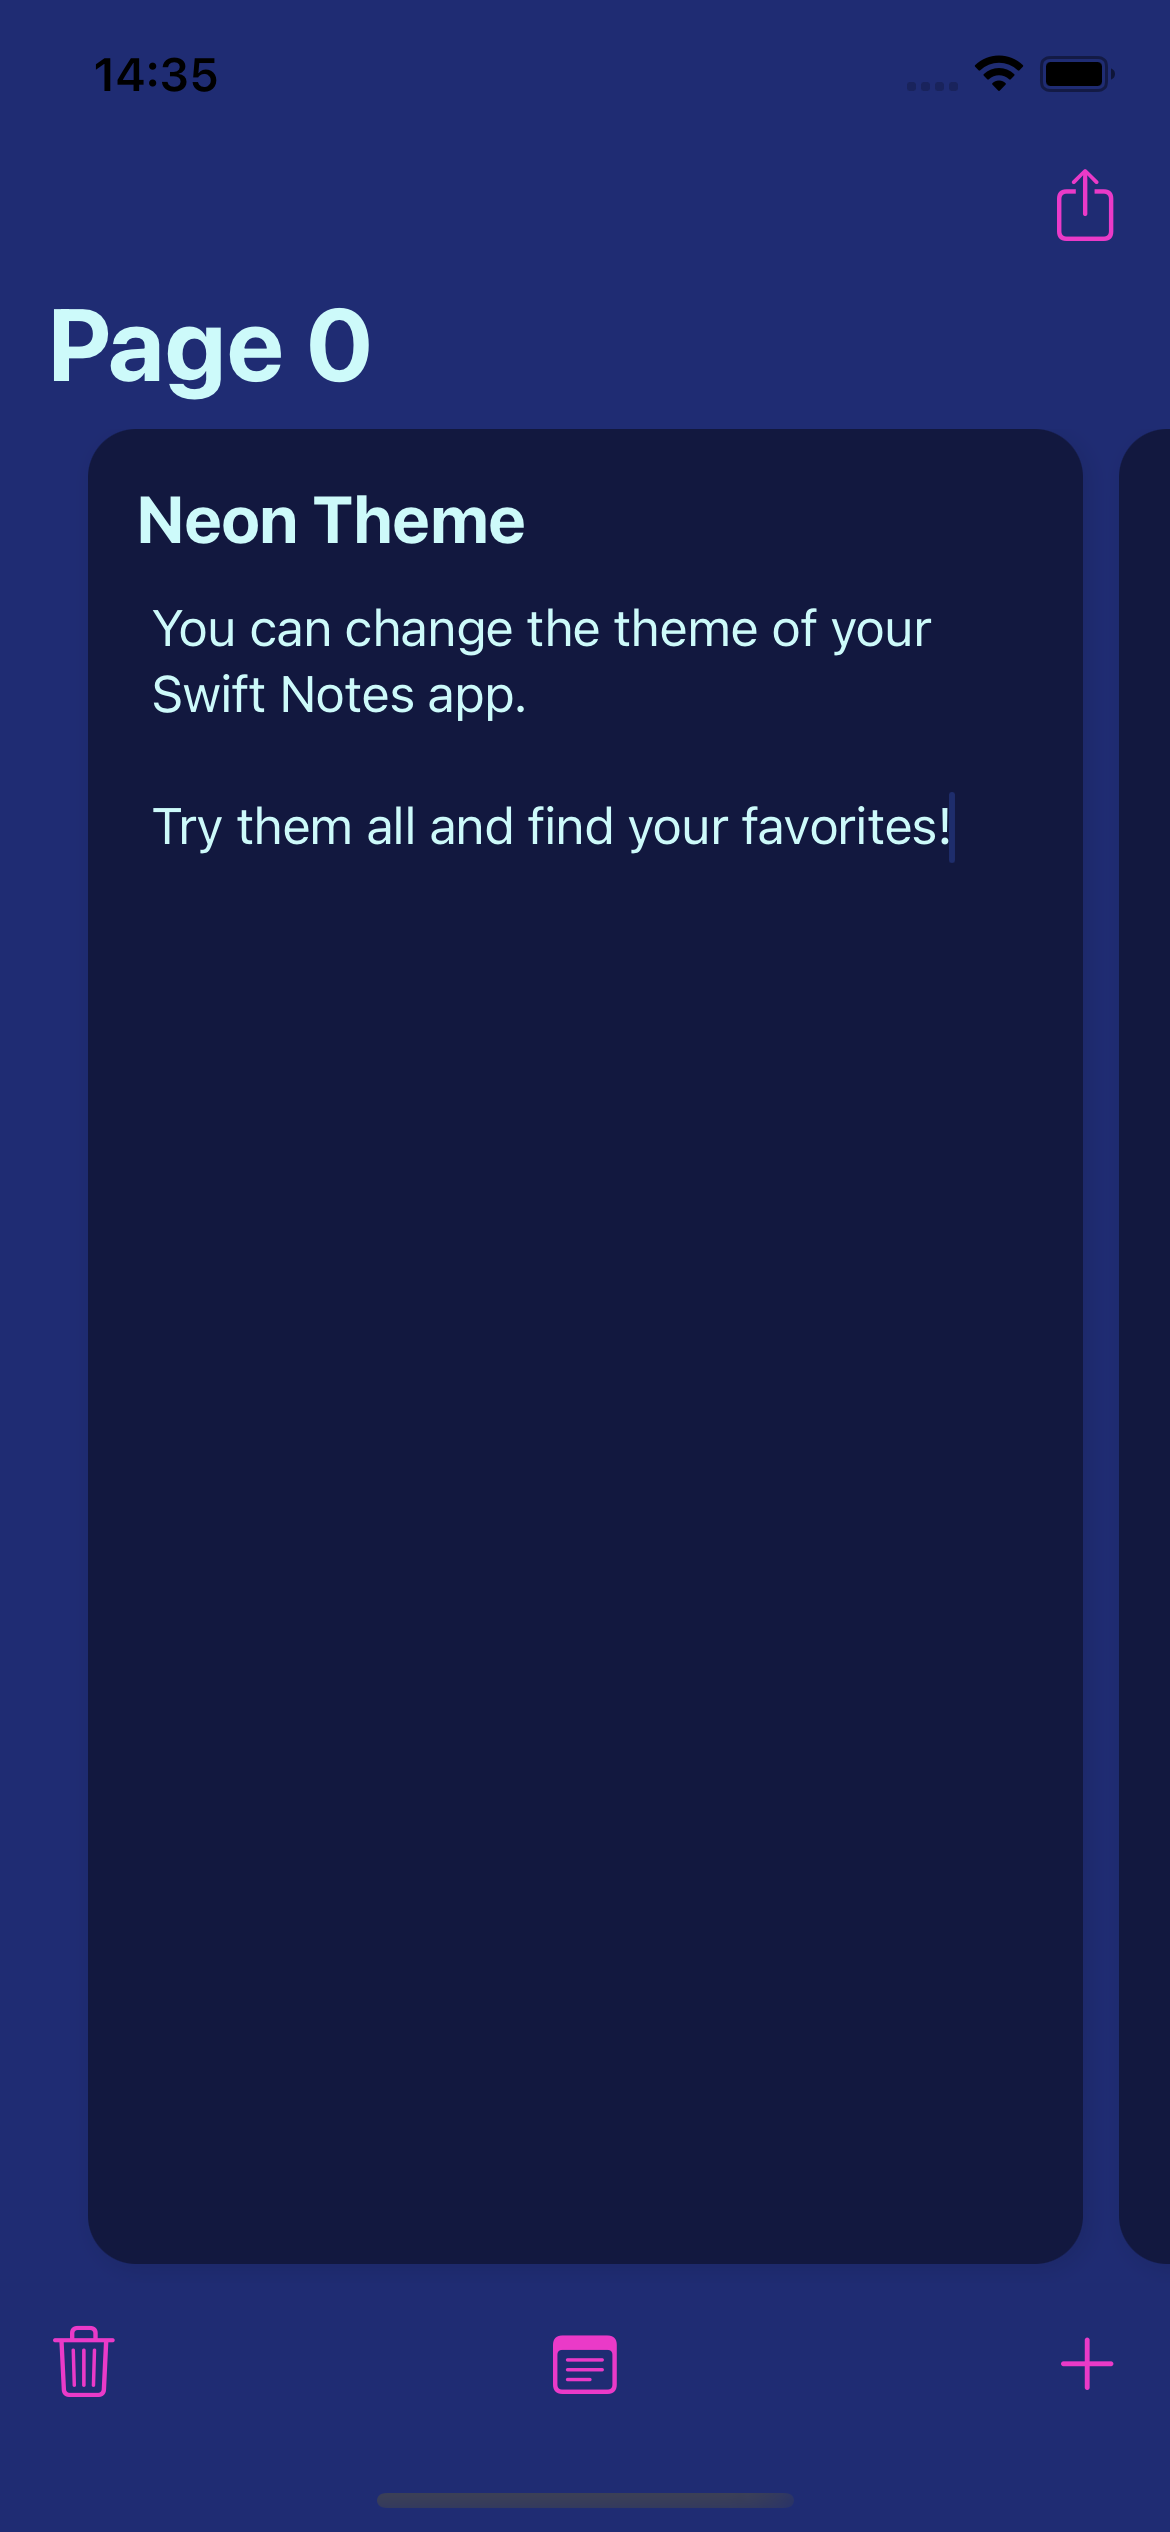 14:35
Page 0
Neon Theme
You can change the theme of your
Swift Notes app.
Try them all and find your favorites!